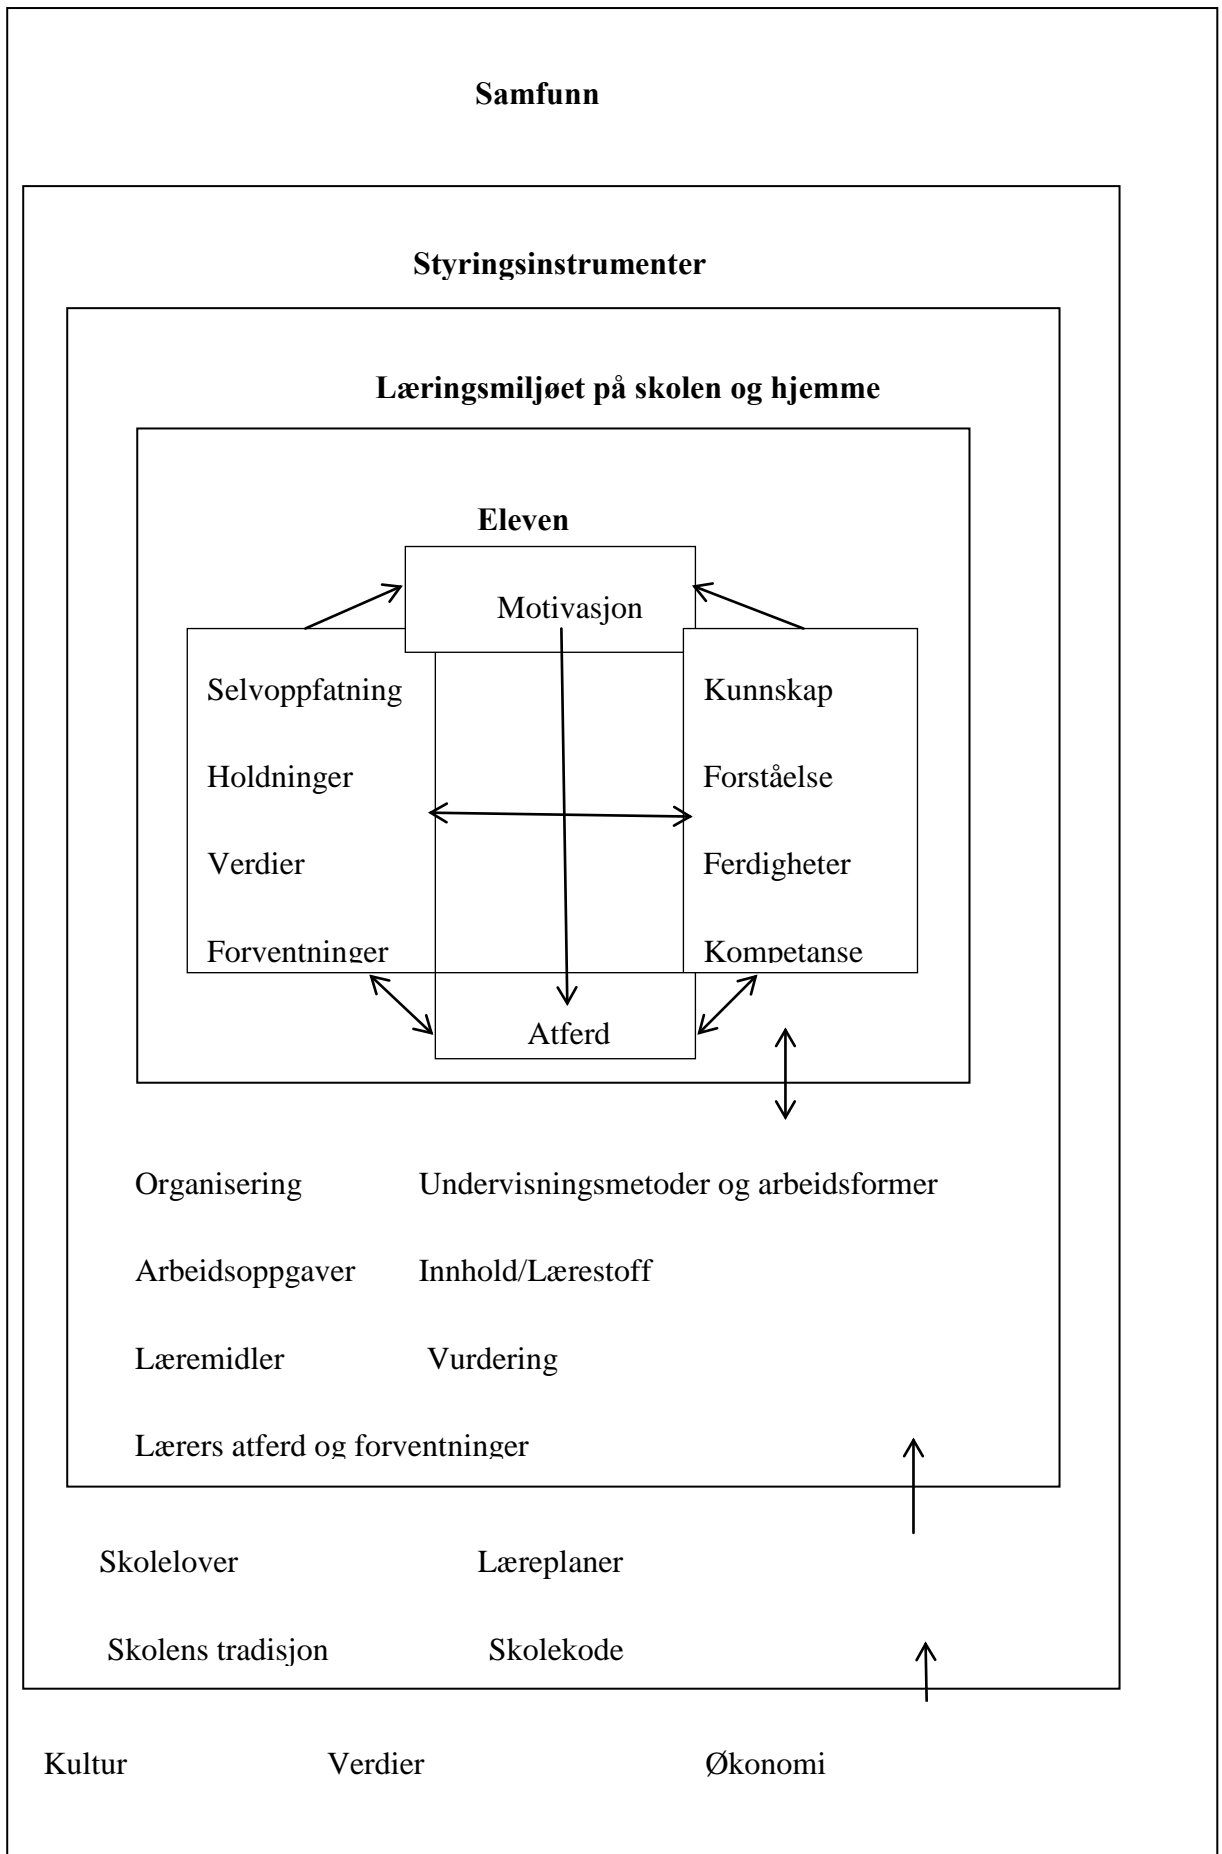 Samfunn
Styringsinstrumenter
Læringsmiljøet på skolen og hjemme
Eleven
Motivasjon
Selvoppfatning
Holdninger
Verdier
Forventninger
Kunnskap
Forståelse
Ferdigheter
Kompetanse
Atferd
Organisering Undervisningsmetoder og arbeidsformer
Arbeidsoppgaver Innhold/Lærestoff
Læremidler Vurdering
Lærers atferd og forventninger
Skolelover Læreplaner
Skolens tradisjon Skolekode
Kultur Verdier Økonomi